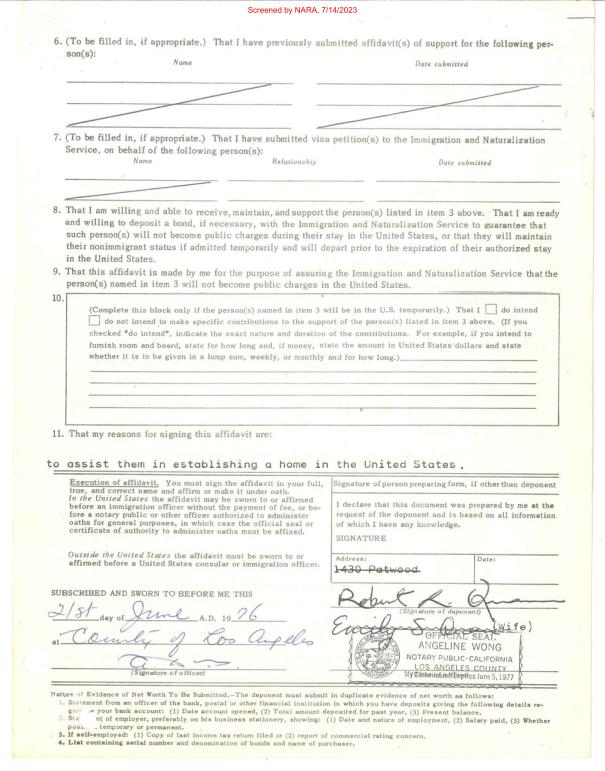 Screened by NARA, 7/14/2023
6. (To be filled in, if appropriate.) That I have previously submitted affidavit(s) of support for the following per-
son(s):
Name Date submitted
7. (To be filled in, if appropriate.) That I have submitted visa petition(s) to the Immigration and Naturalization
Service, on behalf of the following person(s):
Name Relationship Date submitted
8. That I am willing and able to receive, maintain, and support the person(s) listed in item 3 above. That I am ready
and willing to deposit a bond, if necessary, with the Immigration and Naturalization Service to guarantee that
such person(s) will not become public charges during their stay in the United States, or that they will maintain
their nonimmigrant status if admitted temporarily and will depart prior to the expiration of their authorized stay
in the United States.
9. That this affidavit is made by me for the purpose of assuring the Immigration and Naturalization Service that the
person(s) named in item 3 will not become public charges in the United States.
10.
(Complete this block only if the person(s) named in item 3 will be in the U.S. temporarily.) That I do intend
do not intend to make specific contributions to the support of the person(s) listed in item 3 above. (If you
checked "do intend", indicate the exact nature and duration of the contributions. For example, if you intend to
furnish room and board, state for how long and, if money, state the amount in United States dollars and state
whether it is to be given in a lump sum, weekly, or monthly and for how long.)
11. That my reasons for signing this affidavit are:
to assist them in establishing a home in the United States.
Execution of affidavit. You must sign the affidavit in your full,
true, and correct name and affirm or make it under oath.
In the United States the affidavit may be sworn to or affirmed
before an immigration officer without the payment of fee, or be-
fore a notary public or other officer authorized to administer
oaths for general purposes, in which case the official seal or
certificate of authority to administer oaths must be affixed.
Outside the United States the affidavit must be sworn to or
affirmed before a United States consular or immigration officer.
Signature of person preparing form, if other than deponent
I declare that this document was prepared by me at the
request of the deponent and is based on all information
of which I have any knowledge.
SIGNATURE
Address: Date:
1430 Patwood
SUBSCRIBED AND SWORN TO BEFORE ME THIS
21st day of June A.D. 1976
at County of Los Angeles
(Signature of officer)
Robert R.
(Signature of deponent)
Emily S. (Wife)
OFFICIAL SEAL
ANGELINE WONG
NOTARY PUBLIC-CALIFORNIA
LOS ANGELES COUNTY
My Commission Expires June 5, 1977
Nature of Evidence of Net Worth To Be Submitted.—The deponent must submit in duplicate evidence of net worth as follows:
1. Statement from an officer of the bank, postal or other financial institution in which you have deposits giving the following details re-
your bank account: (1) Date account opened, (2) Total amount deposited for past year, (3) Present balance.
2. of employer, preferably on his business stationery, showing: (1) Date and nature of employment, (2) Salary paid, (3) Whether
temporary or permanent.
3. If self-employed: (1) Copy of last income tax return filed or (2) report of commercial rating concern.
4. List containing serial number and denomination of bonds and name of purchaser.